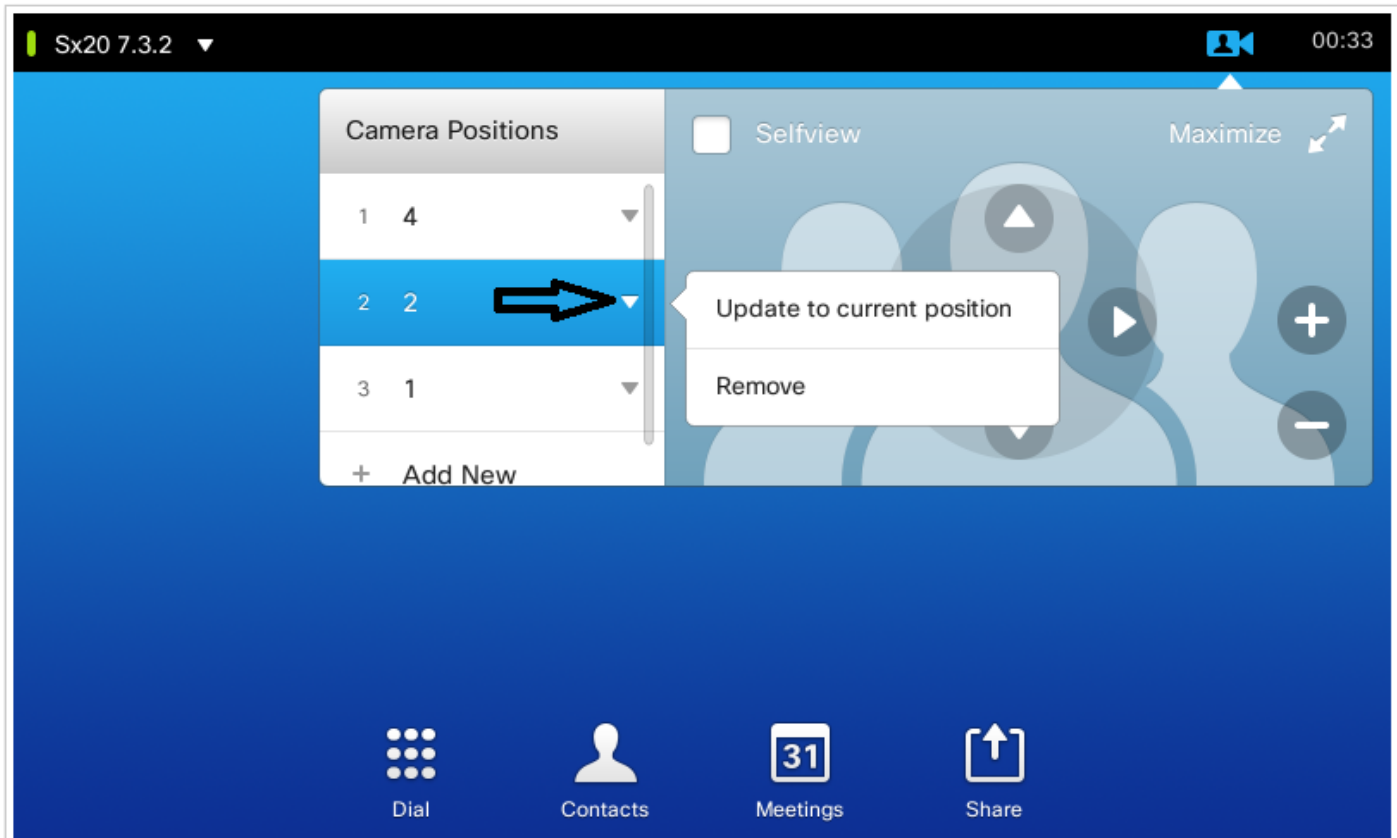 Sx20 7.3.2
00:33
Camera Positions
Selfview
Maximize
1 4
2 2
Update to current position
3 1
Remove
+ Add New
31
Dial
Contacts
Meetings
Share